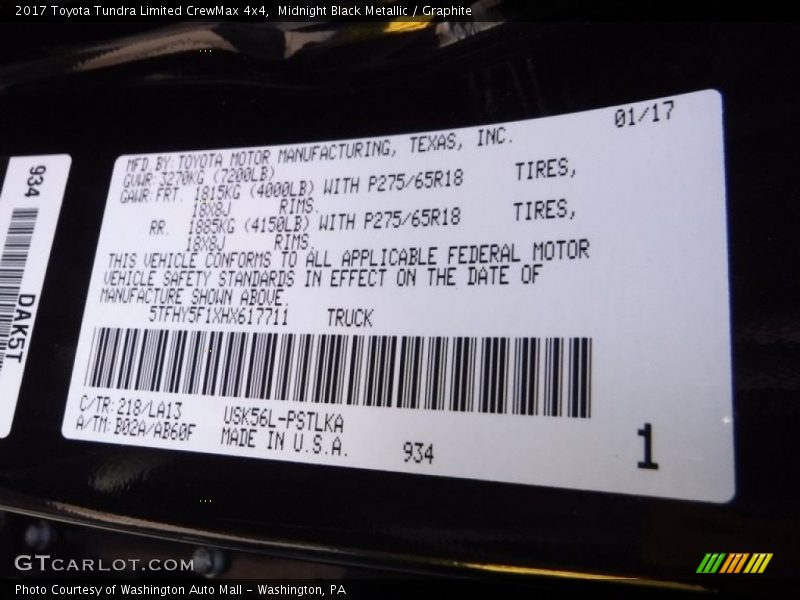 2017 Toyota Tundra Limited CrewMax 4x4,  Midnight Black Metallic / Graphite
01/17
MFD BY: TOYOTA MOTOR MANUFACTURING, TEXAS, INC.
GVWR: 3270KG (7200LB)
GAWR: FRT. 1815KG (4000LB) WITH P275/65R18 TIRES,
18X8J RIMS.
RR. 1885KG (4150LB) WITH P275/65R18 TIRES,
18X8J RIMS.
THIS VEHICLE CONFORMS TO ALL APPLICABLE FEDERAL MOTOR
VEHICLE SAFETY STANDARDS IN EFFECT ON THE DATE OF
MANUFACTURE SHOWN ABOVE.
5TFHY5F1XHX617711 TRUCK
C/TR: 218/LA13 USK56L-PSTLKA
A/TM: B02A/AB60F MADE IN U.S.A. 934
1
934
DAK5T
GTCARLOT.COM
Photo Courtesy of Washington Auto Mall - Washington, PA